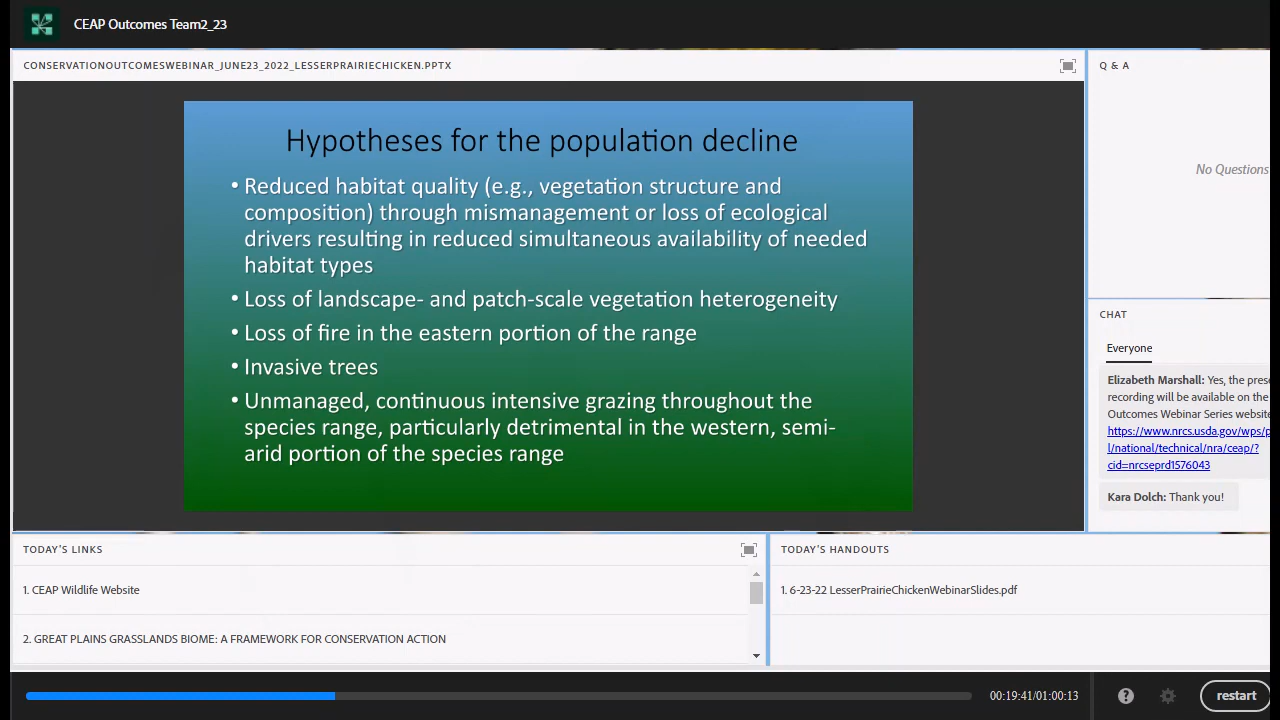 CEAP Outcomes Team2_23
CONSERVATIONOUTCOMESWEBINAR_JUNE23_2022_LESSERPRAIRIECHICKEN.PPTX
Hypotheses for the population decline
• Reduced habitat quality (e.g., vegetation structure and
composition) through mismanagement or loss of ecological
drivers resulting in reduced simultaneous availability of needed
habitat types
• Loss of landscape- and patch-scale vegetation heterogeneity
• Loss of fire in the eastern portion of the range
• Invasive trees
• Unmanaged, continuous intensive grazing throughout the
species range, particularly detrimental in the western, semi-
arid portion of the species range
Q & A
No Questions
CHAT
Everyone
Elizabeth Marshall: Yes, the prese
recording will be available on the
Outcomes Webinar Series website
https://www.nrcs.usda.gov/wps/p
l/national/technical/nra/ceap/?
cid=nrcseprd1576043
Kara Dolch: Thank you!
TODAY'S LINKS
1. CEAP Wildlife Website
2. GREAT PLAINS GRASSLANDS BIOME: A FRAMEWORK FOR CONSERVATION ACTION
TODAY'S HANDOUTS
1. 6-23-22 LesserPrairieChickenWebinarSlides.pdf
00:19:41/01:00:13
?
restart